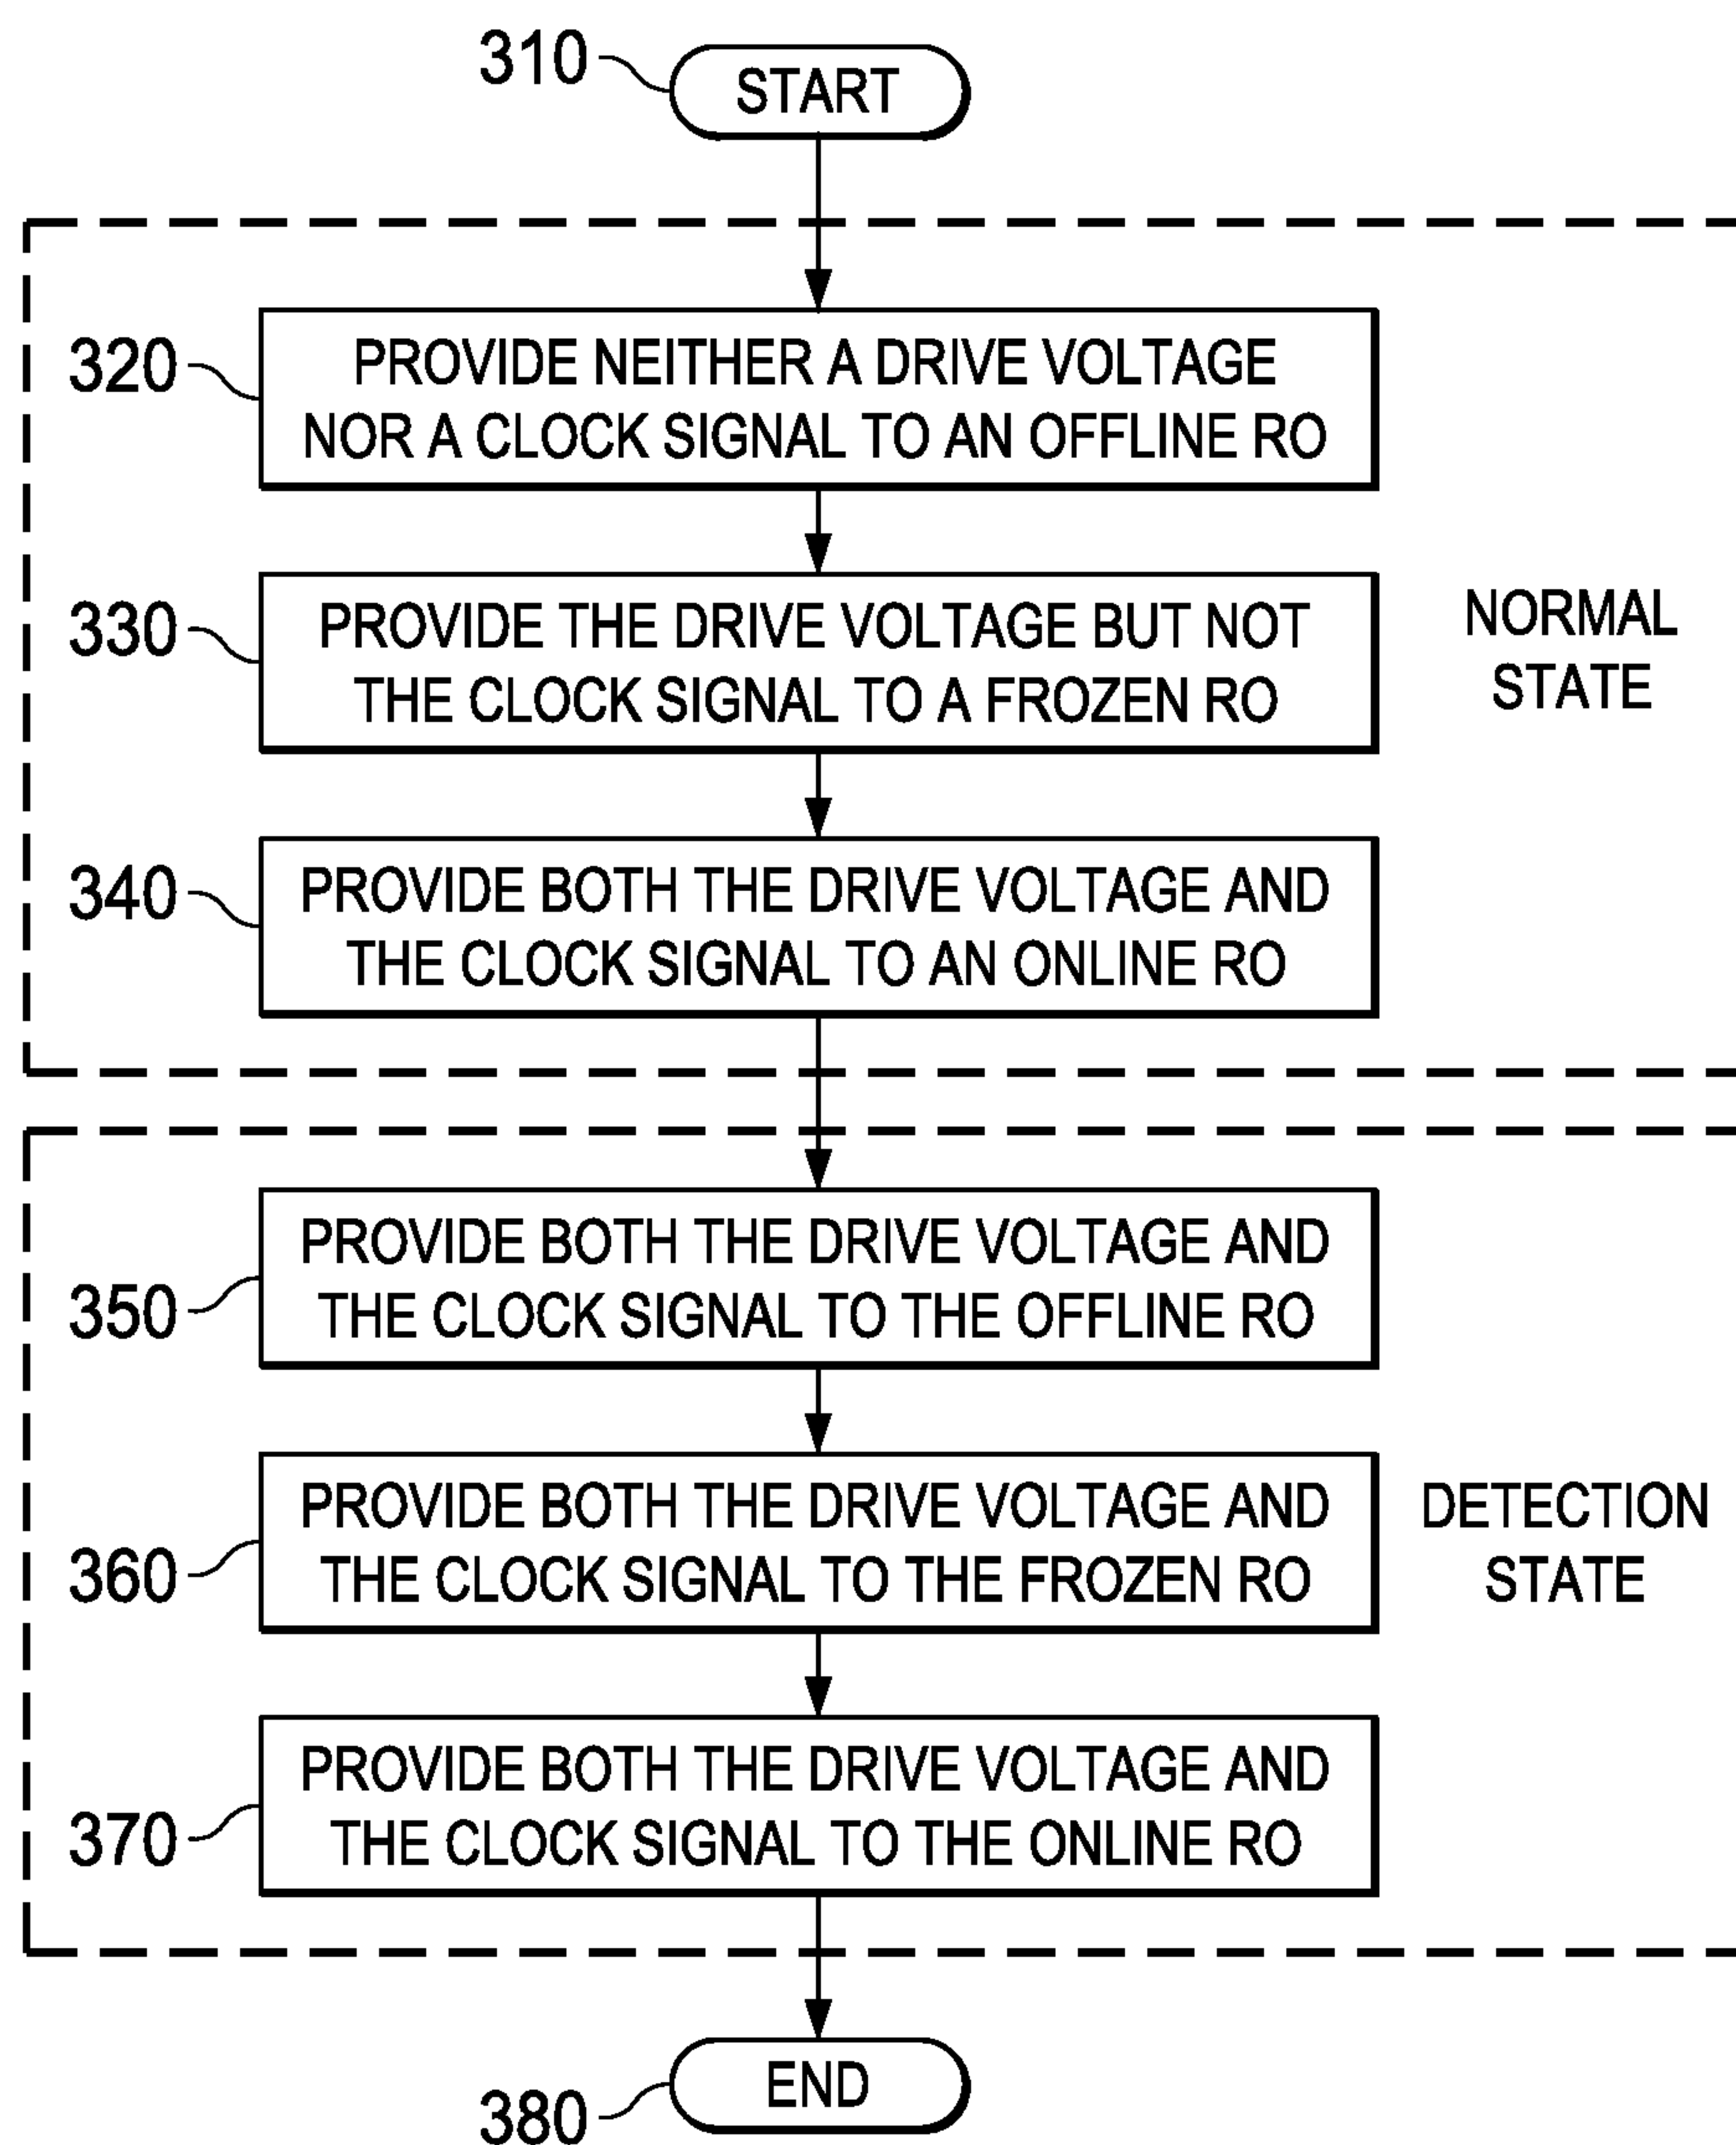 310
START
320
PROVIDE NEITHER A DRIVE VOLTAGE
NOR A CLOCK SIGNAL TO AN OFFLINE RO
330
PROVIDE THE DRIVE VOLTAGE BUT NOT
THE CLOCK SIGNAL TO A FROZEN RO
NORMAL
STATE
340
PROVIDE BOTH THE DRIVE VOLTAGE AND
THE CLOCK SIGNAL TO AN ONLINE RO
350
PROVIDE BOTH THE DRIVE VOLTAGE AND
THE CLOCK SIGNAL TO THE OFFLINE RO
360
PROVIDE BOTH THE DRIVE VOLTAGE AND
THE CLOCK SIGNAL TO THE FROZEN RO
DETECTION
STATE
370
PROVIDE BOTH THE DRIVE VOLTAGE AND
THE CLOCK SIGNAL TO THE ONLINE RO
380
END